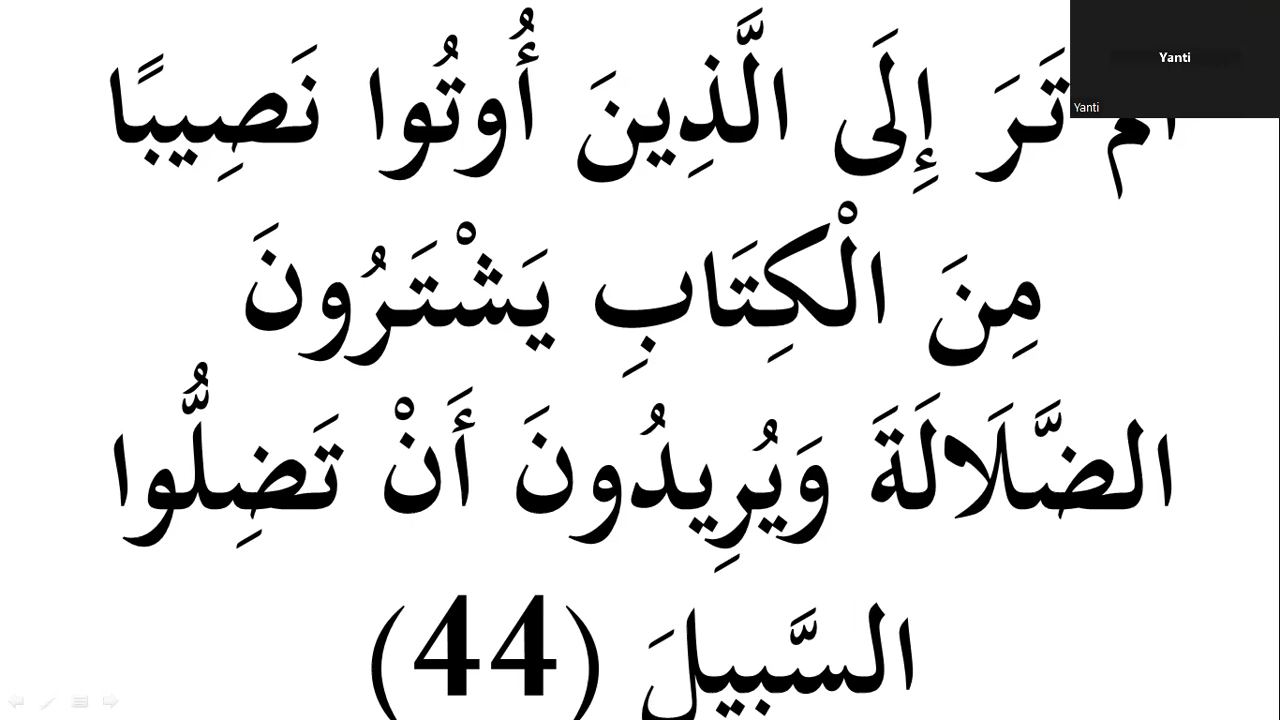 Yanti
Yanti
تَرَ إِلَى الَّذِينَ أُوتُوا نَصِيبًا
مِنَ الْكِتَابِ يَشْتَرُونَ
الضَّلَالَةَ وَيُرِيدُونَ أَنْ تَضِلُّوا
السَّبِيلَ (44)